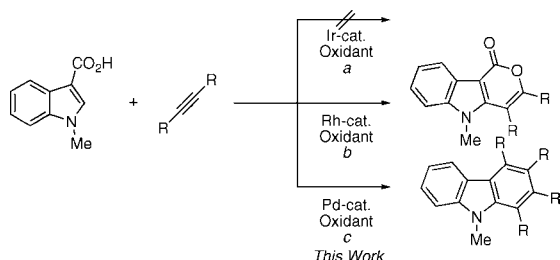 CO₂H
N
Me
+
R
R
Ir-cat.
Oxidant
a
Rh-cat.
Oxidant
b
Pd-cat.
Oxidant
c
This Work
O
O
R
R
N
Me
R
R
R
R
N
Me